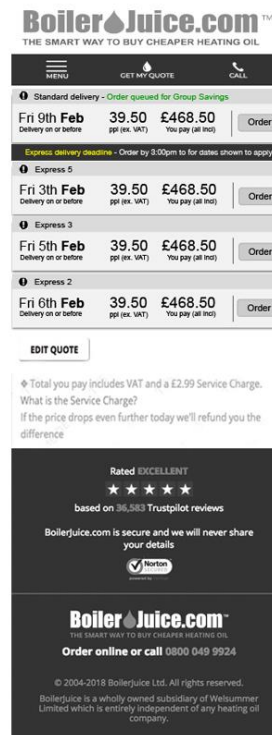 BoilerJuice.com™
THE SMART WAY TO BUY CHEAPER HEATING OIL
MENU GET MY QUOTE CALL
Standard delivery - Order queued for Group Savings
Fri 9th Feb 39.50 £468.50 Order
Delivery on or before ppl (ex. VAT) You pay (all incl)
Express delivery deadline - Order by 3:00pm to for dates shown to apply
Express 5
Fri 3th Feb 39.50 £468.50 Order
Delivery on or before ppl (ex. VAT) You pay (all incl)
Express 3
Fri 5th Feb 39.50 £468.50 Order
Delivery on or before ppl (ex. VAT) You pay (all incl)
Express 2
Fri 6th Feb 39.50 £468.50 Order
Delivery on or before ppl (ex. VAT) You pay (all incl)
EDIT QUOTE
Total you pay includes VAT and a £2.99 Service Charge.
What is the Service Charge?
If the price drops even further today we'll refund you the
difference
Rated EXCELLENT
based on 36,583 Trustpilot reviews
BoilerJuice.com is secure and we will never share
your details
Norton
SECURED
BoilerJuice.com™
THE SMART WAY TO BUY CHEAPER HEATING OIL
Order online or call 0800 049 9924
© 2004-2018 BoilerJuice Ltd. All rights reserved.
BoilerJuice is a wholly owned subsidiary of Welsummer
Limited which is entirely independent of any heating oil
company.